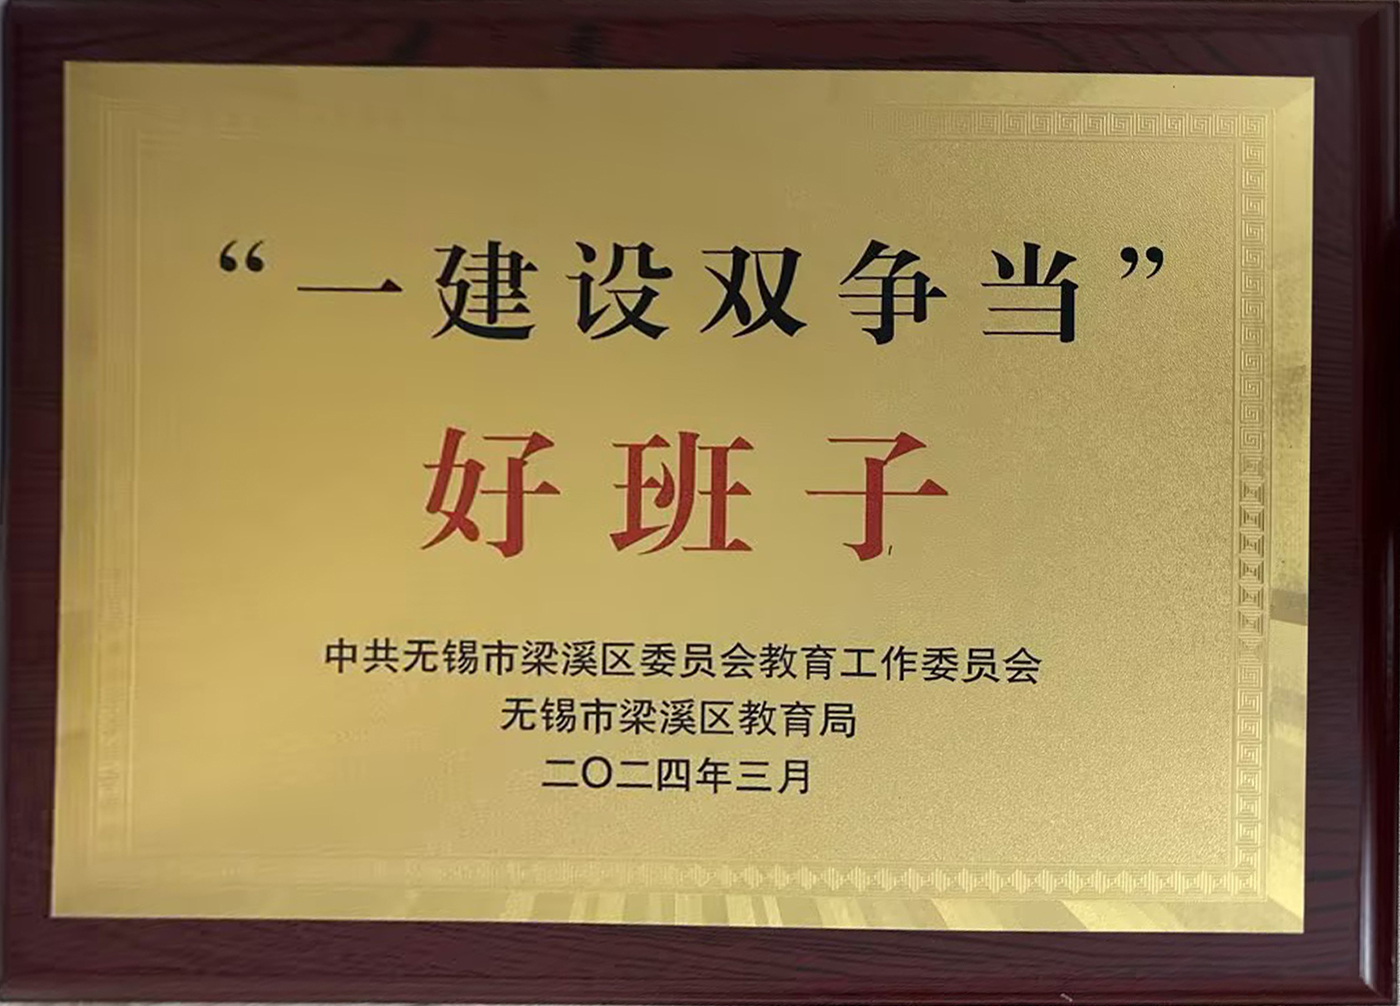 “一建设双争当”
好班子
中共无锡市梁溪区委员会教育工作委员会
无锡市梁溪区教育局
二〇二四年三月